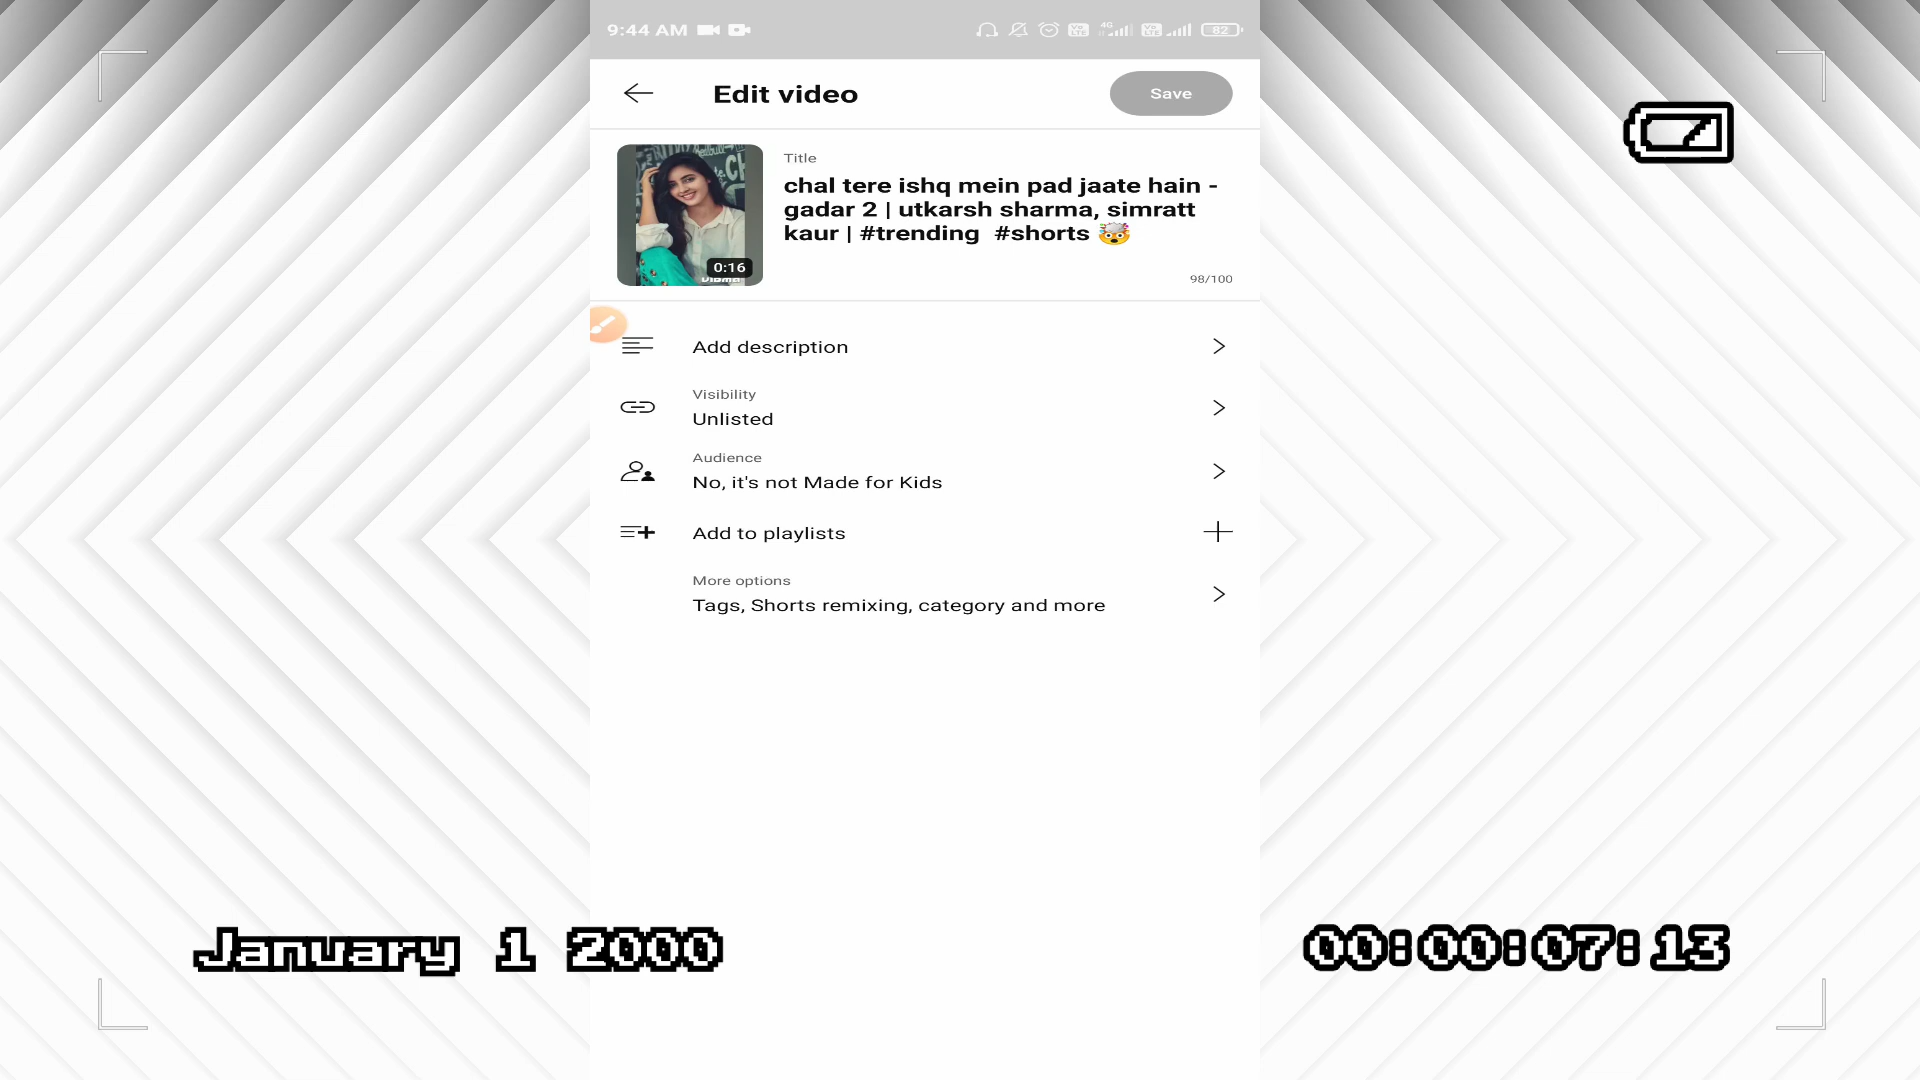 9:44 AM
4G
82
Edit video
Save
Title
chal tere ishq mein pad jaate hain -
gadar 2 | utkarsh sharma, simratt
kaur | #trending  #shorts 🤯
0:16
98/100
Add description
Visibility
Unlisted
Audience
No, it's not Made for Kids
Add to playlists
More options
Tags, Shorts remixing, category and more
January 1 2000
00:00:07:13